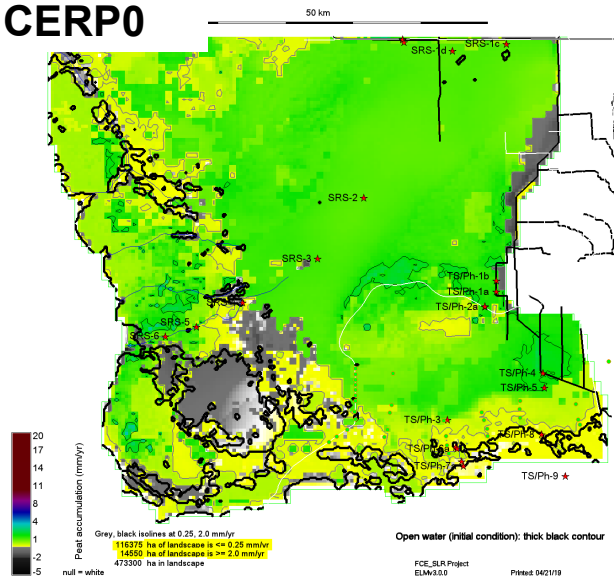 CERP0
50 km
SRS-1d
SRS-1c
SRS-2
SRS-3
TS/Ph-1b
TS/Ph-1a
TS/Ph-2a
SRS-5
SRS-6
TS/Ph-4
TS/Ph-5
TS/Ph-3
TS/Ph-8
TS/Ph-6a
TS/Ph-7a
TS/Ph-9
20
17
14
11
8
4
1
0
-2
-5
Peat accumulation (mm/yr)
null = white
Grey, black isolines at 0.25, 2.0 mm/yr
116375 ha of landscape is <= 0.25 mm/yr
14550 ha of landscape is >= 2.0 mm/yr
473300 ha in landscape
Open water (initial condition): thick black contour
FCE_SLR Project
ELMv3.0.0
Printed: 04/21/19